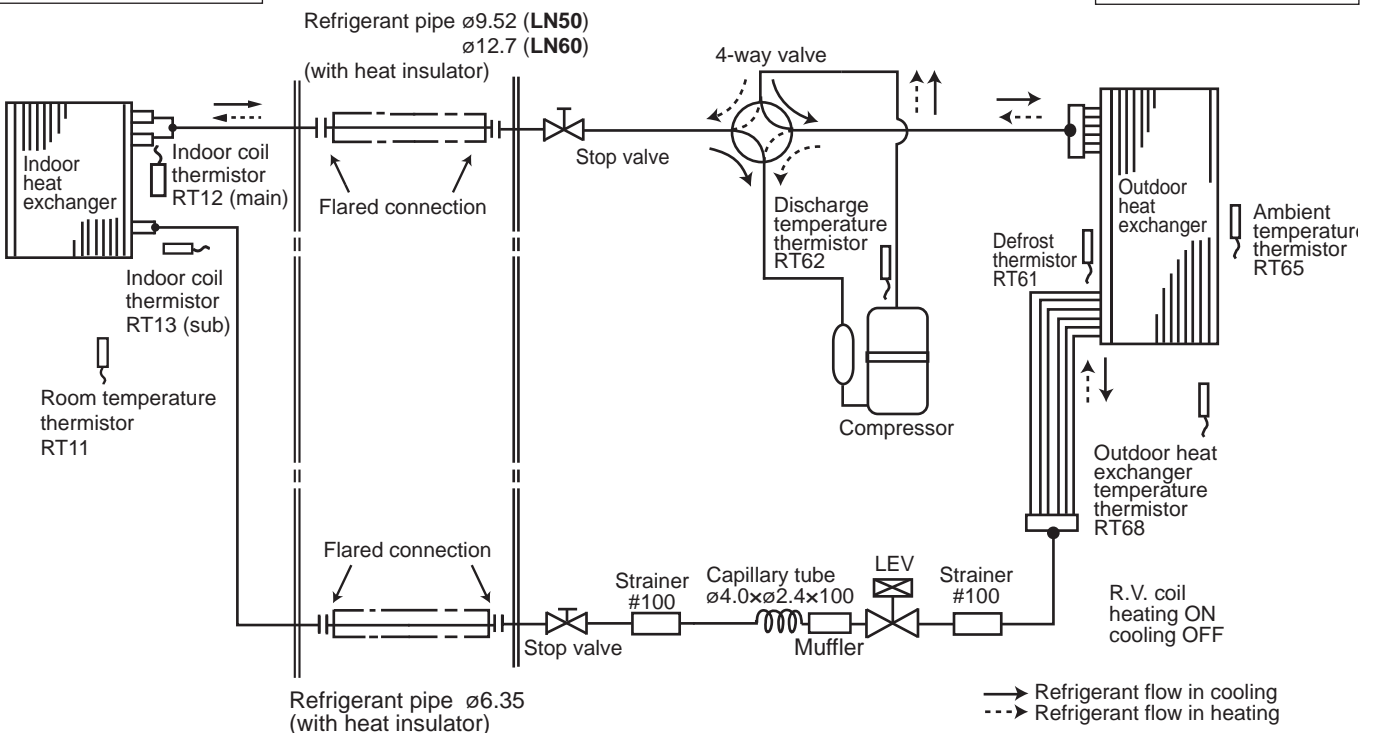 Refrigerant pipe ø9.52 (LN50)
ø12.7 (LN60)
(with heat insulator)
4-way valve
Indoor
heat
exchanger
Indoor coil
thermistor
RT12 (main)
Flared connection
Stop valve
Discharge
temperature
thermistor
RT62
Outdoor
heat
exchanger
Defrost
thermistor
RT61
Ambient
temperatur
thermistor
RT65
Indoor coil
thermistor
RT13 (sub)
Room temperature
thermistor
RT11
Compressor
Outdoor heat
exchanger
temperature
thermistor
RT68
Flared connection
Stop valve
Strainer
#100
Capillary tube
ø4.0×ø2.4×100
Muffler
LEV
Strainer
#100
R.V. coil
heating ON
cooling OFF
Refrigerant pipe ø6.35
(with heat insulator)
Refrigerant flow in cooling
Refrigerant flow in heating